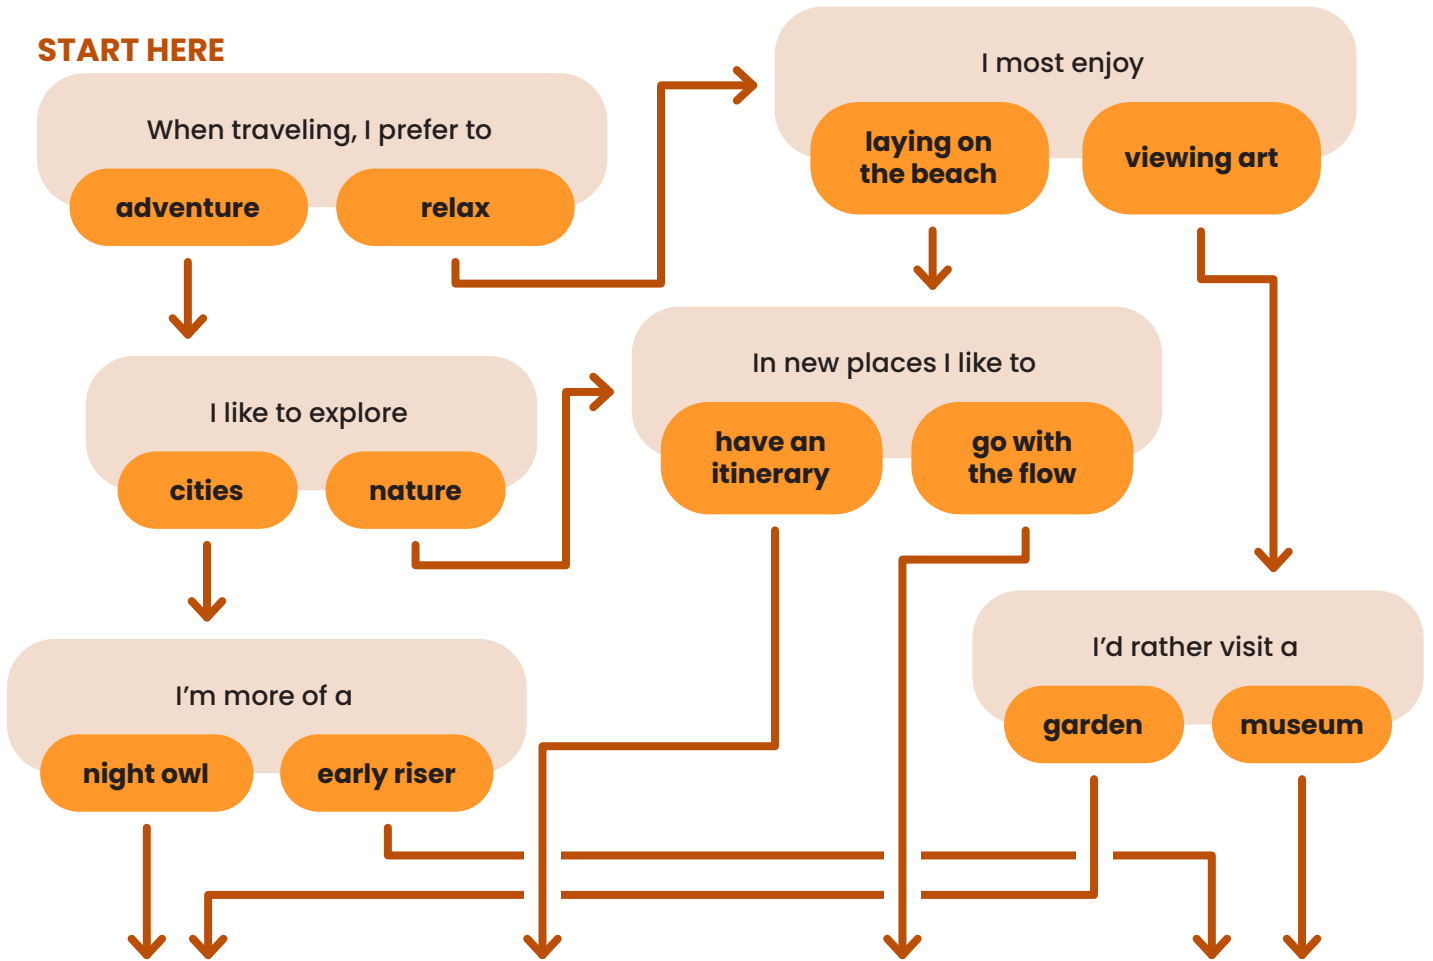 START HERE
When traveling, I prefer to
adventure
relax
I most enjoy
laying on
the beach
viewing art
I like to explore
cities
nature
In new places I like to
have an
itinerary
go with
the flow
I’m more of a
night owl
early riser
I’d rather visit a
garden
museum